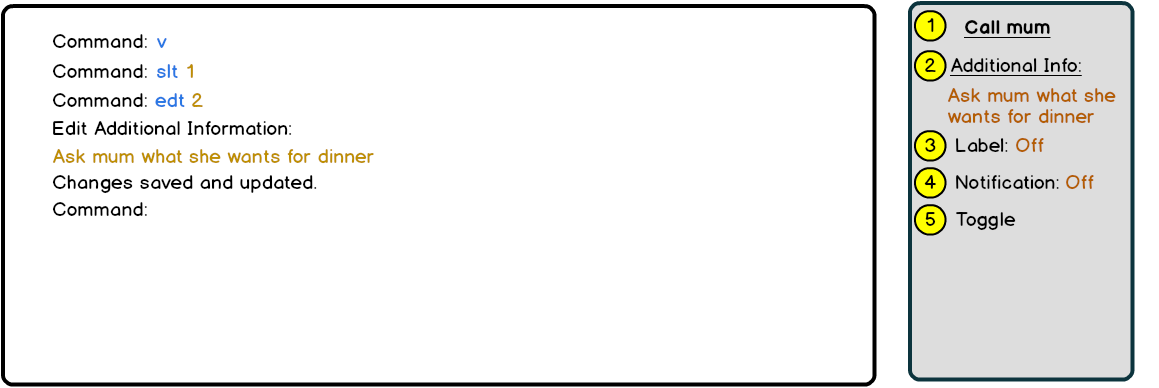 Command: v
Command: slt 1
Command: edt 2
Edit Additional Information:
Ask mum what she wants for dinner
Changes saved and updated.
Command:
1 Call mum
2 Additional Info:
Ask mum what she
wants for dinner
3 Label: Off
4 Notification: Off
5 Toggle